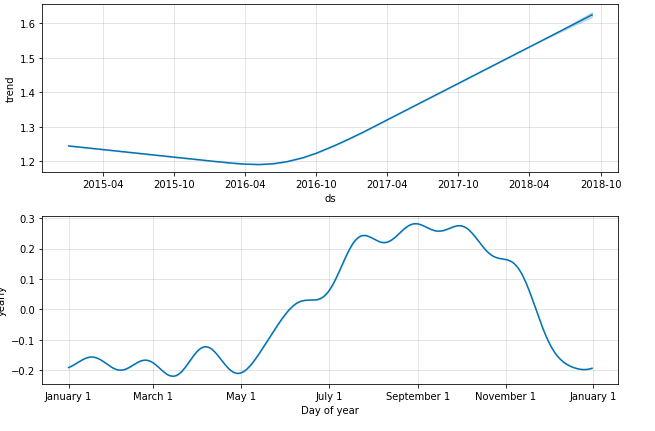 1.6
1.5
1.4
1.3
1.2
trend
2015-04 2015-10 2016-04 2016-10 2017-04 2017-10 2018-04 2018-10
ds
0.3
0.2
0.1
0.0
−0.1
−0.2
yearly
January 1 March 1 May 1 July 1 September 1 November 1 January 1
Day of year